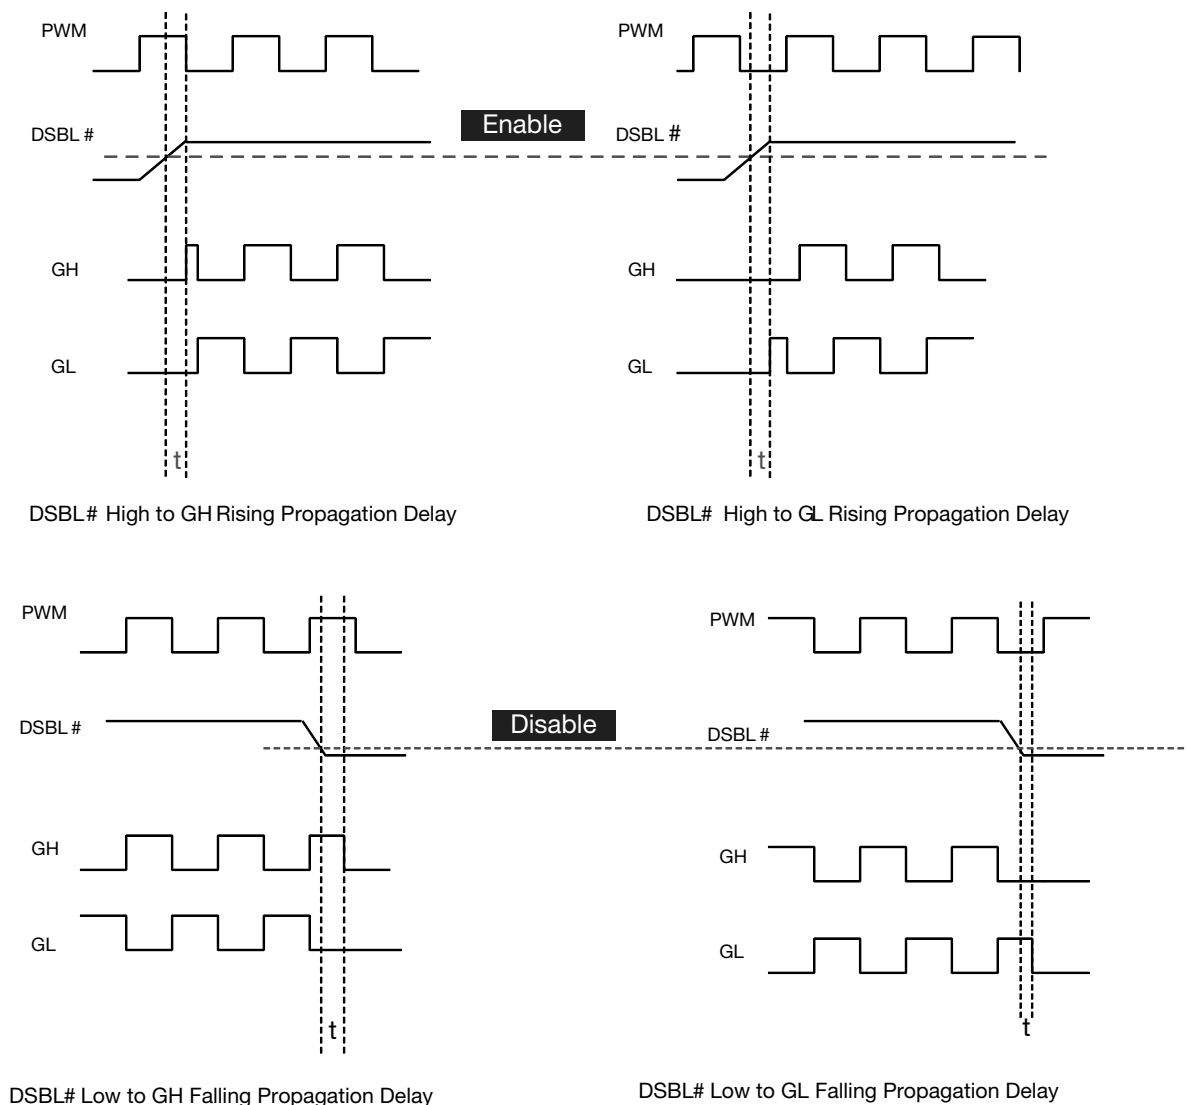 PWM
PWM
DSBL #
Enable
DSBL #
GH
GH
GL
GL
t
t
DSBL# High to GH Rising Propagation Delay
DSBL# High to GL Rising Propagation Delay
PWM
PWM
DSBL #
Disable
DSBL #
GH
GH
GL
GL
t
t
DSBL# Low to GH Falling Propagation Delay
DSBL# Low to GL Falling Propagation Delay